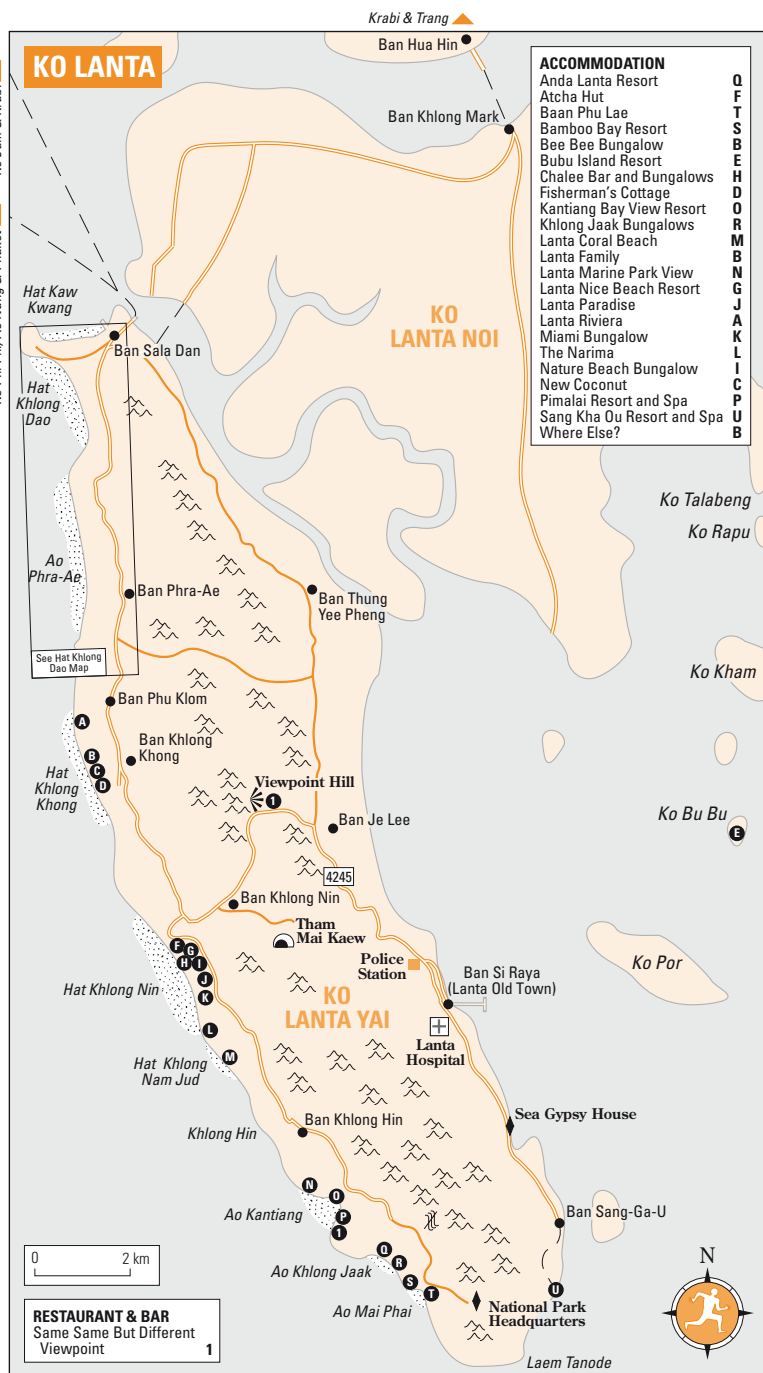 Krabi & Trang
KO LANTA
Ban Hua Hin
Ban Khlong Mark
ACCOMMODATION
Anda Lanta Resort Q
Atcha Hut F
Baan Phu Lae T
Bamboo Bay Resort S
Bee Bee Bungalow B
Bubu Island Resort E
Chalee Bar and Bungalows H
Fisherman's Cottage D
Kantiang Bay View Resort O
Khlong Jaak Bungalows R
Lanta Coral Beach M
Lanta Family B
Lanta Marine Park View N
Lanta Nice Beach Resort G
Lanta Paradise J
Lanta Riviera A
Miami Bungalow K
The Narima L
Nature Beach Bungalow I
New Coconut C
Pimalai Resort and Spa P
Sang Kha Ou Resort and Spa U
Where Else? B
Hat Kaw
Kwang
Ban Sala Dan
KO
LANTA NOI
Hat
Khlong
Dao
Ko Talabeng
Ko Rapu
Ao
Phra-Ae
Ban Phra-Ae
Ban Thung
Yee Pheng
See Hat Khlong
Dao Map
Ko Kham
Ban Phu Klom
A
B
C
D
Ban Khlong
Khong
Hat
Khlong
Khong
Viewpoint Hill
1
Ban Je Lee
Ko Bu Bu
E
4245
Ban Khlong Nin
Tham
Mai Kaew
F
G
H
I
J
K
Hat Khlong Nin
Police
Station
Ban Si Raya
(Lanta Old Town)
Ko Por
KO
LANTA YAI
L
M
Hat Khlong
Nam Jud
Lanta
Hospital
Khlong Hin
Ban Khlong Hin
Sea Gypsy House
N
O
P
1
Ao Kantiang
Ban Sang-Ga-U
Q
R
S
T
U
Ao Khlong Jaak
Ao Mai Phai
National Park
Headquarters
Laem Tanode
0 2 km
N
RESTAURANT & BAR
Same Same But Different
Viewpoint 1